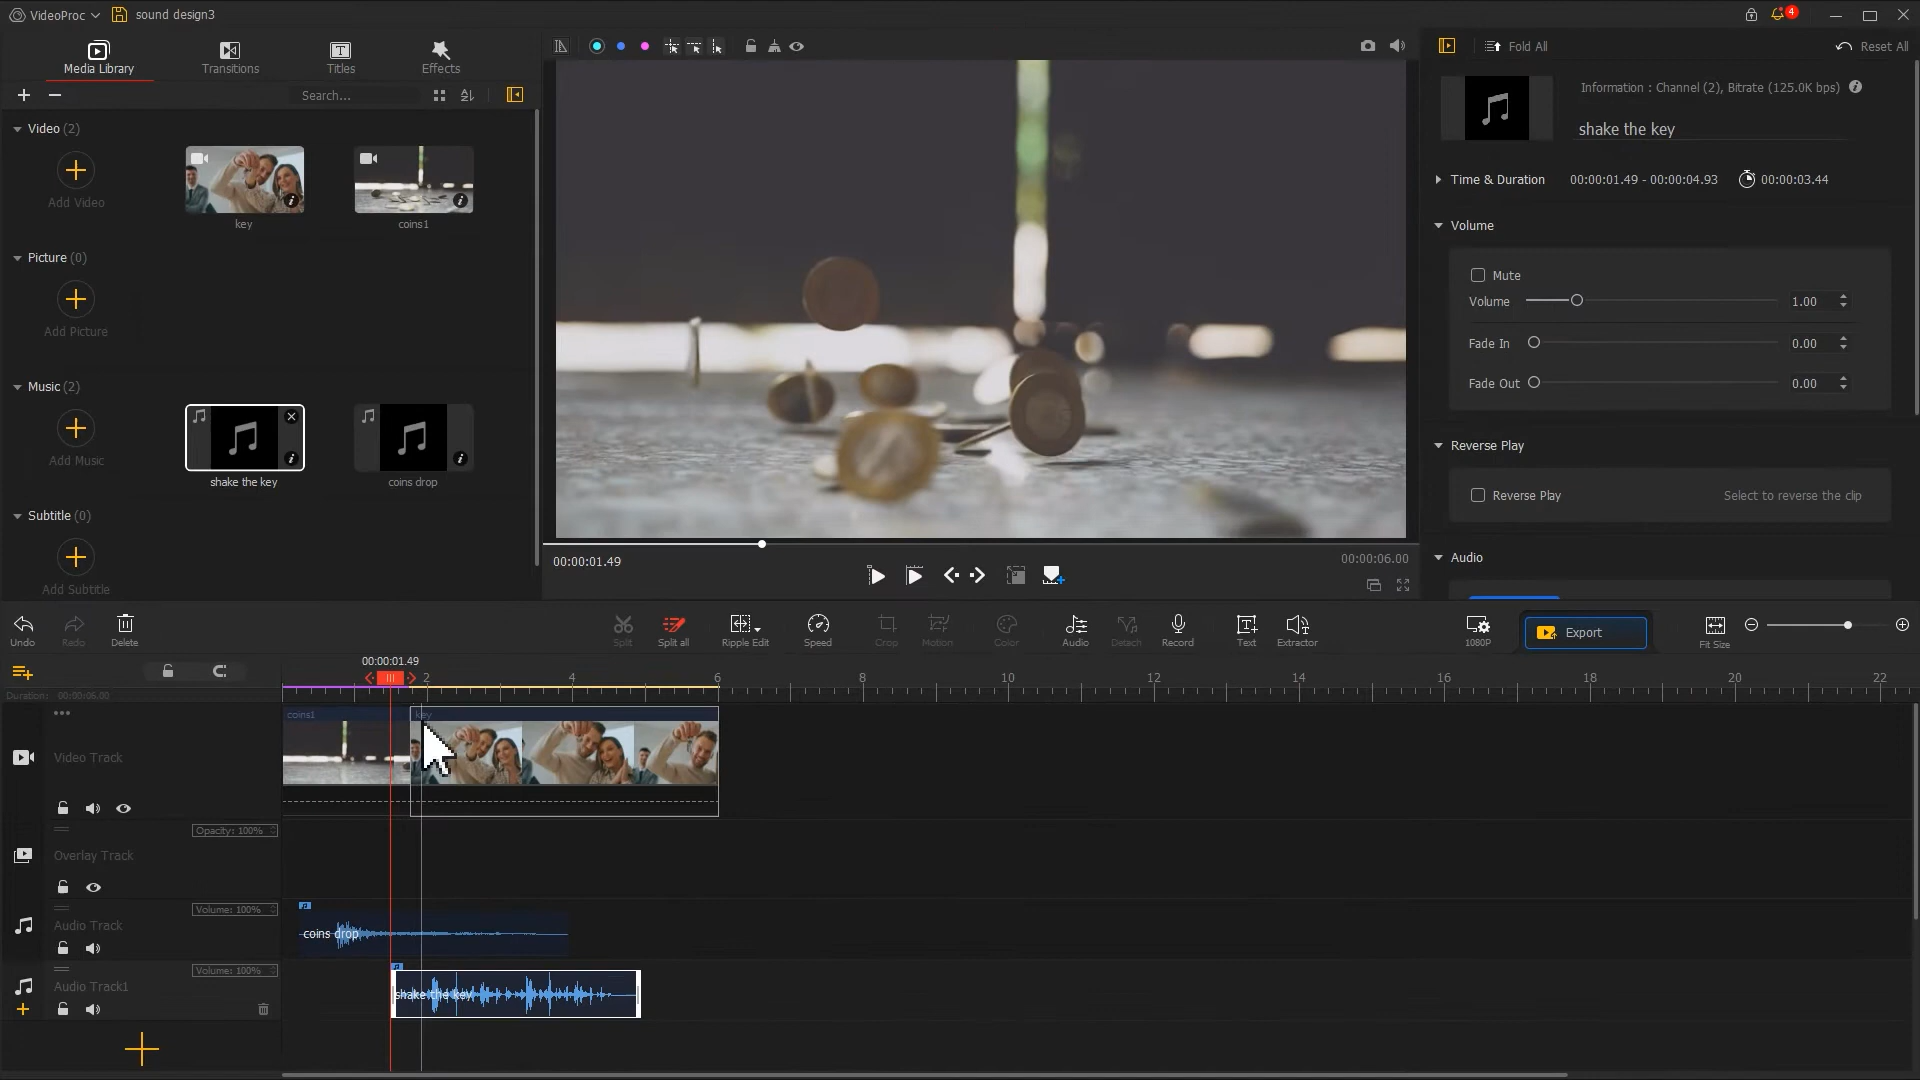 VideoProc
sound design3
4
Media Library
Transitions
Titles
Effects
Fold All
Reset All
Search...
Information : Channel (2), Bitrate (125.0K bps)
shake the key
Video (2)
Add Video
key
coins1
Time & Duration
00:00:01.49 - 00:00:04.93
00:00:03.44
Volume
Picture (0)
Mute
Volume
1.00
Add Picture
Fade In
0.00
Fade Out
0.00
Music (2)
Add Music
shake the key
coins drop
Reverse Play
Reverse Play
Select to reverse the clip
Subtitle (0)
Add Subtitle
Audio
00:00:01.49
00:00:06.00
Undo
Redo
Delete
Split
Split all
Ripple Edit
Speed
Crop
Motion
Color
Audio
Detach
Record
Text
Extractor
1080P
Export
Fit Size
00:00:01.49
2
4
6
8
10
12
14
16
18
20
22
Duration: 00:00:06.00
coins1
key
Video Track
Opacity: 100%
Overlay Track
Volume: 100%
Audio Track
coins drop
Volume: 100%
Audio Track1
shake the key